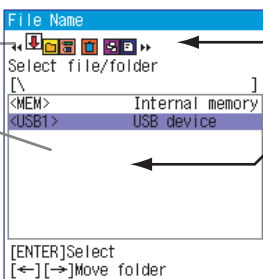 File Name
Select file/folder
[\ ]
<MEM> Internal memory
<USB1> USB device
[ENTER]Select
[←][→]Move folder